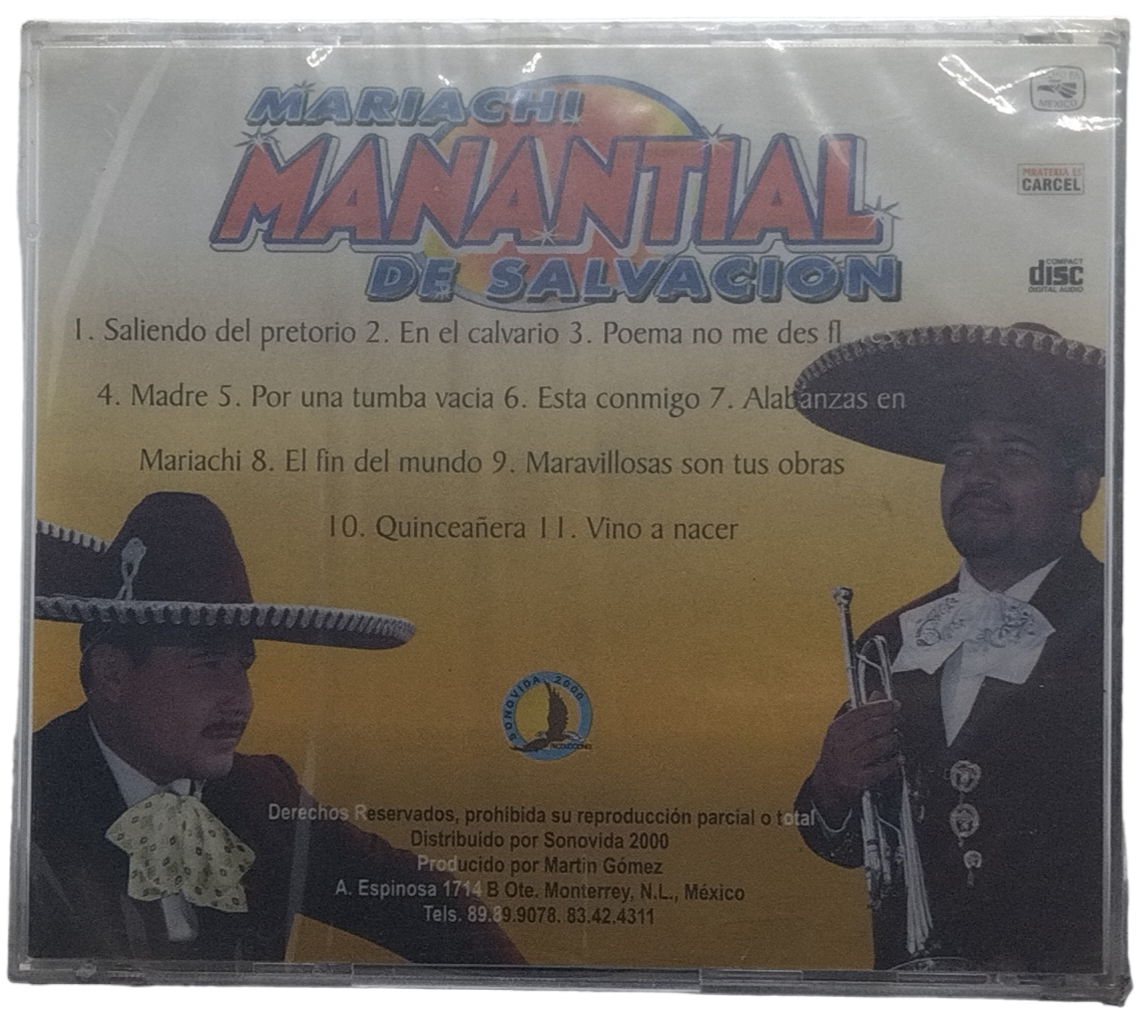 MARIACHI
MANANTIAL
DE SALVACION
MEXICO
PIRATERIA ES
CARCEL
COMPACT
disc
DIGITAL AUDIO
1. Saliendo del pretorio 2. En el calvario 3. Poema no me des fl
4. Madre 5. Por una tumba vacia 6. Esta conmigo 7. Alabanzas en
Mariachi 8. El fin del mundo 9. Maravillosas son tus obras
10. Quinceañera 11. Vino a nacer
SONOVIDA 2000
PRODUCCIONES
Derechos Reservados, prohibida su reproducción parcial o total
Distribuido por Sonovida 2000
Producido por Martin Gómez
A. Espinosa 1714 B Ote. Monterrey, N.L., México
Tels. 89.89.9078. 83.42.4311